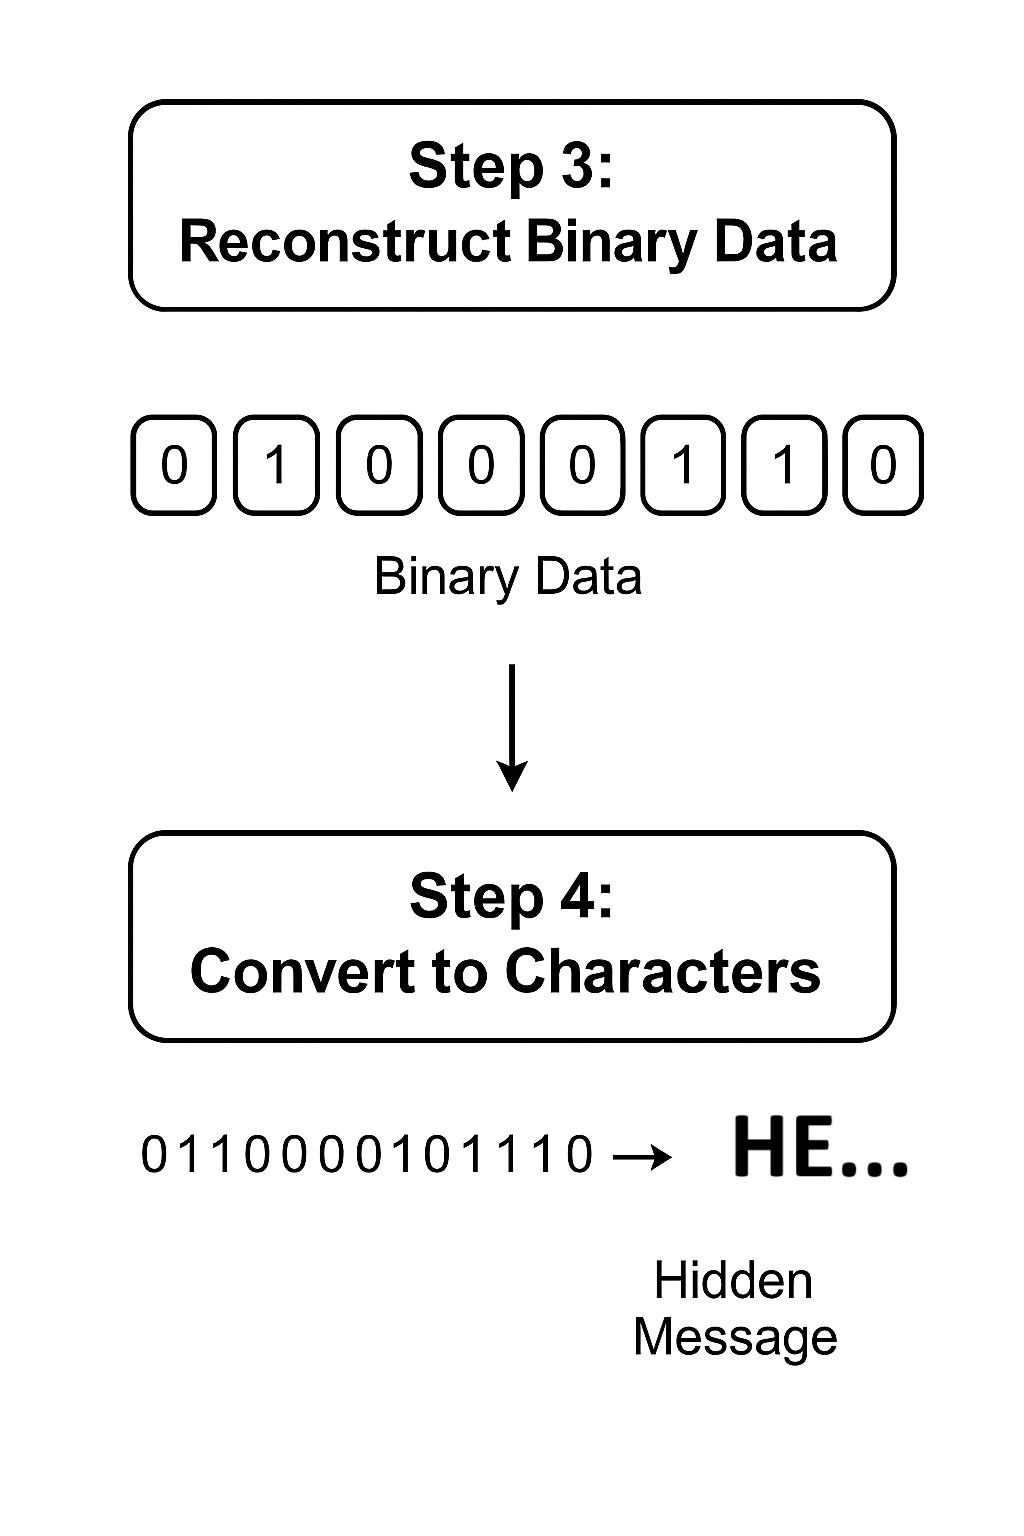 Step 3:
Reconstruct Binary Data
0 1 0 0 0 1 1 0
Binary Data
Step 4:
Convert to Characters
0110000101110 → HE...
Hidden
Message